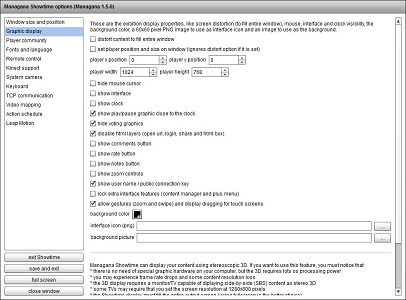 Managana Showtime options (Managana 1.5.0)
Window size and position
Graphic display
Player community
Fonts and language
Remote control
Kinect support
System camera
Keyboard
TCP communication
Video mapping
Action schedule
Leap Motion
exit Showtime
save and exit
full screen
close window
These are the exibition display properties, like screen distortion (to fill entire window), mouse, interface and clock visibility, the
background color, a 60x60 pixel PNG image to use as interface icon and an image to use as the background.
distort content to fill entire window
set player position and size on window (ignores distort option if it is set)
player x position 0 player y position 0
player width 1024 player height 768
hide mouse cursor
show interface
show clock
show play/pause graphic close to the clock
hide voting graphics
disable html layers (open url, login, share and html box)
show comments button
show rate button
show notes button
show zoom controls
show user name / public connection key
lock extra interface features (content manager and plus menu)
allow gestures (zoom and swipe) and display dragging for touch screens
background color
interface icon (png) ...
background picture ...
Managana can display your content using stereoscopic 3D. If you want to use this feature, you must notice that:
* there is no need of special graphic hardware on your computer, but the 3D requires lots os processing power
* you may experience frame rate drops and some content resolution loss
* the 3D display requires a monitor/TV capable of diplaying side-by-side (SBS) content as stereo 3D
* some TVs may require that you set the screen resolution at 1280x800 pixels